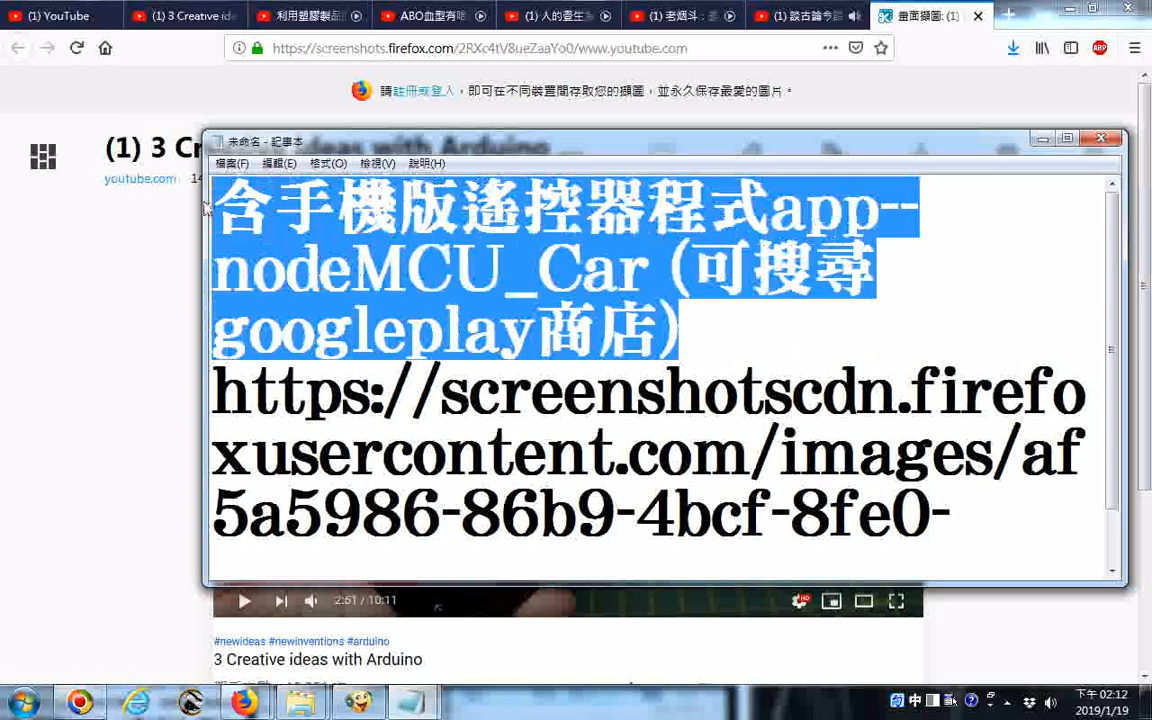 (1) YouTube
(1) 3 Creative ide
利用塑膠製品
ABO血型有啥
(1) 人的壹生
(1) 老烟斗:
(1) 談古論今
畫面擷圖: (1)
https://screenshots.firefox.com/2RXc4tV8ueZaaYo0/www.youtube.com
請註冊或登入,即可在不同裝置間存取您的擷圖,並永久保存最愛的圖片。
(1) 3 Cr
youtube.com
未命名 - 記事本
檔案(F) 編輯(E) 格式(O) 檢視(V) 說明(H)
含手機版遙控器程式app--
nodeMCU_Car (可搜尋
googleplay商店)
https://screenshotscdn.firefo
xusercontent.com/images/af
5a5986-86b9-4bcf-8fe0-
2:51 / 10:11
#newideas #newinventions #arduino
3 Creative ideas with Arduino
中
下午 02:12
2019/1/19